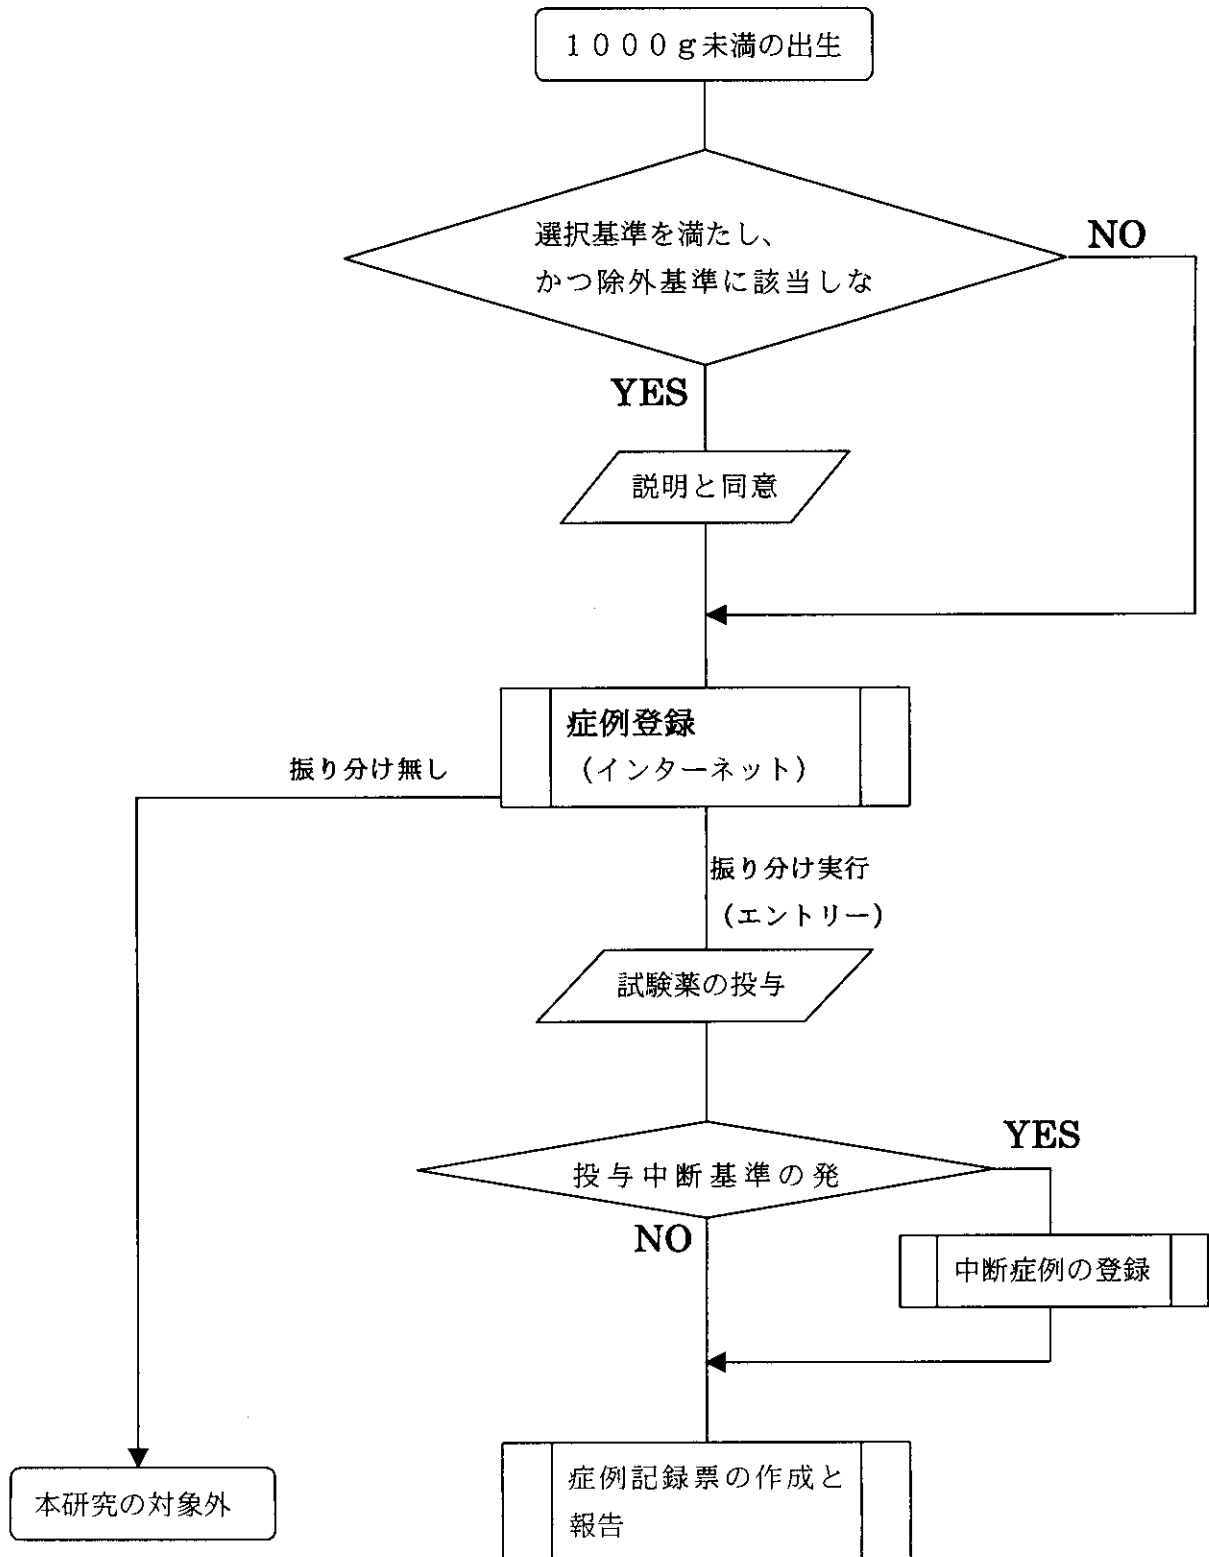 １０００ｇ未満の出生
選択基準を満たし、
かつ除外基準に該当しな
NO
YES
説明と同意
症例登録
（インターネット）
振り分け無し
振り分け実行
（エントリー）
試験薬の投与
投与中断基準の発
YES
NO
中断症例の登録
症例記録票の作成と
報告
本研究の対象外